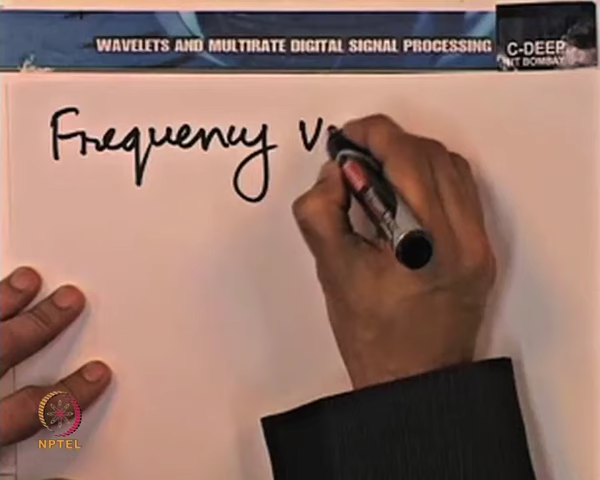 WAVELETS AND MULTIRATE DIGITAL SIGNAL PROCESSING
C-DEEP
IIT BOMBAY
Frequency v
NPTEL